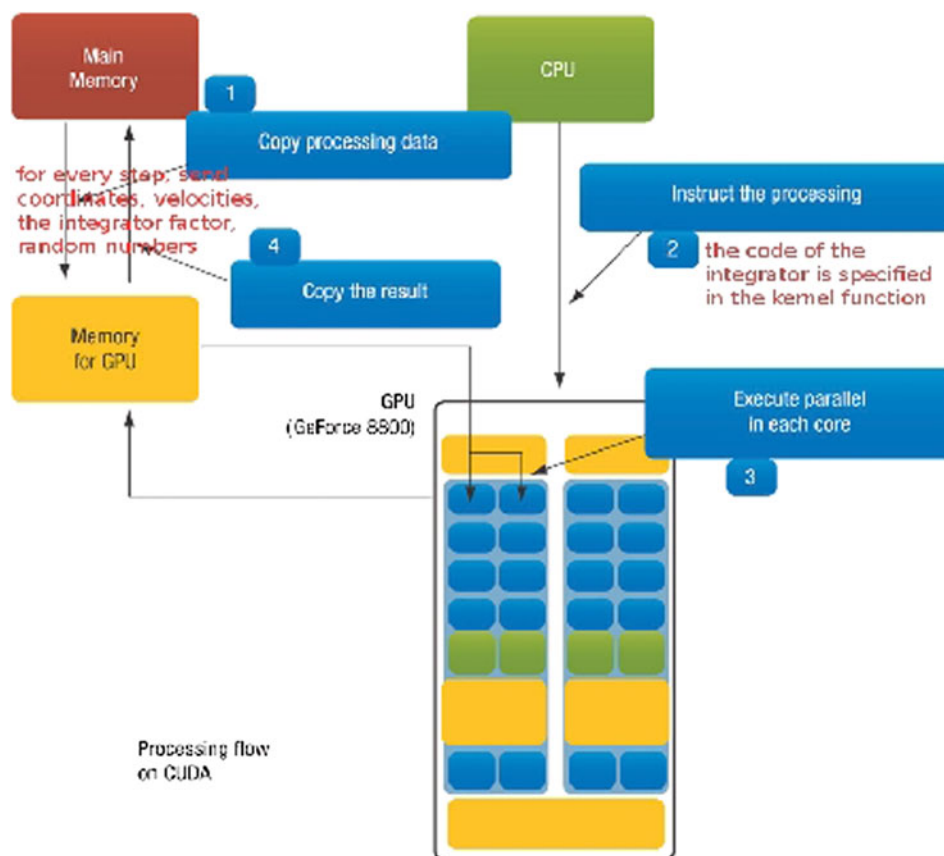 Main
Memory
CPU
1
Copy processing data
for every step, send
coordinates, velocities,
the integrator factor,
random numbers
Instruct the processing
2
the code of the
integrator is specified
in the kernel function
4
Copy the result
Memory
for GPU
GPU
(GeForce 8800)
Execute parallel
in each core
3
Processing flow
on CUDA